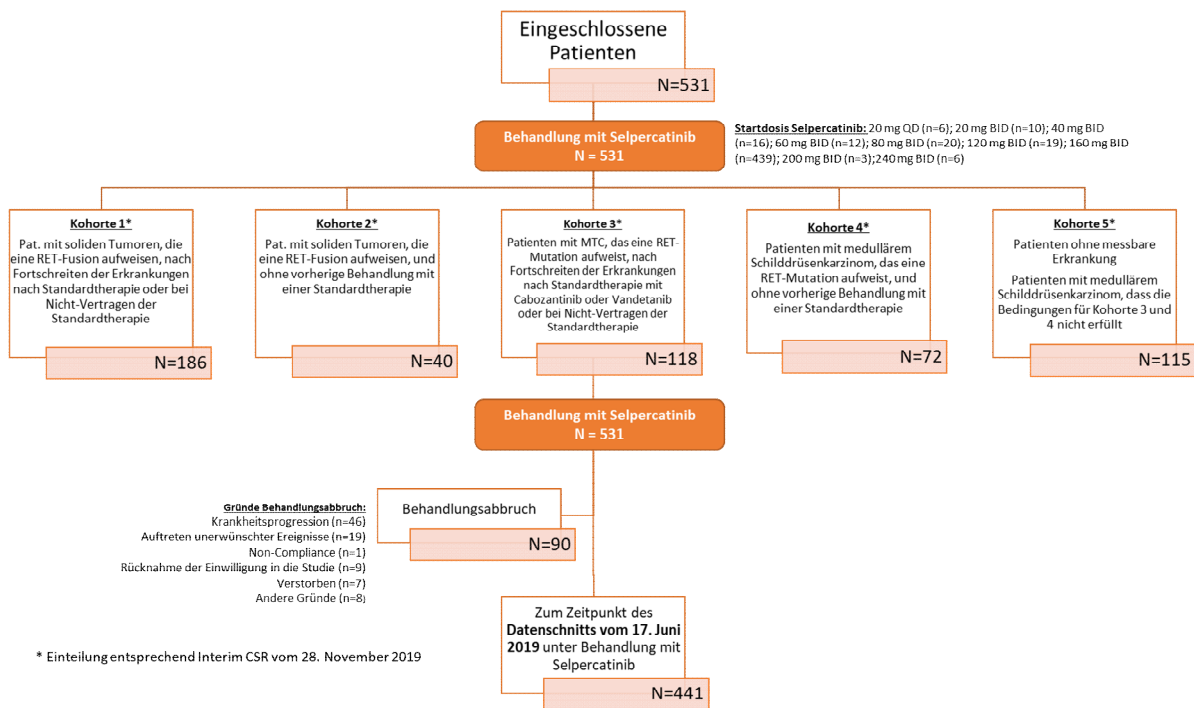 Eingeschlossene
Patienten
N=531
Behandlung mit Selpercatinib
N = 531
Startdosis Selpercatinib: 20 mg QD (n=6); 20 mg BID (n=10); 40 mg BID
(n=16); 60 mg BID (n=12); 80 mg BID (n=20); 120 mg BID (n=19); 160 mg BID
(n=439); 200 mg BID (n=3);240 mg BID (n=6)
Kohorte 1*
Pat. mit soliden Tumoren, die
eine RET-Fusion aufweisen, nach
Fortschreiten der Erkrankungen
nach Standardtherapie oder bei
Nicht-Vertragen der
Standardtherapie
N=186
Kohorte 2*
Pat. mit soliden Tumoren, die
eine RET-Fusion aufweisen, und
ohne vorherige Behandlung mit
einer Standardtherapie
N=40
Kohorte 3*
Patienten mit MTC, das eine RET-
Mutation aufweist, nach
Fortschreiten der Erkrankungen
nach Standardtherapie mit
Cabozantinib oder Vandetanib
oder bei Nicht-Vertragen der
Standardtherapie
N=118
Kohorte 4*
Patienten mit medullärem
Schilddrüsenkarzinom, das eine
RET-Mutation aufweist, und
ohne vorherige Behandlung mit
einer Standardtherapie
N=72
Kohorte 5*
Patienten ohne messbare
Erkrankung
Patienten mit medullärem
Schilddrüsenkarzinom, dass die
Bedingungen für Kohorte 3 und
4 nicht erfüllt
N=115
Behandlung mit Selpercatinib
N = 531
Gründe Behandlungsabbruch:
Krankheitsprogression (n=46)
Auftreten unerwünschter Ereignisse (n=19)
Non-Compliance (n=1)
Rücknahme der Einwilligung in die Studie (n=9)
Verstorben (n=7)
Andere Gründe (n=8)
Behandlungsabbruch
N=90
Zum Zeitpunkt des
Datenschnitts vom 17. Juni
2019 unter Behandlung mit
Selpercatinib
N=441
* Einteilung entsprechend Interim CSR vom 28. November 2019